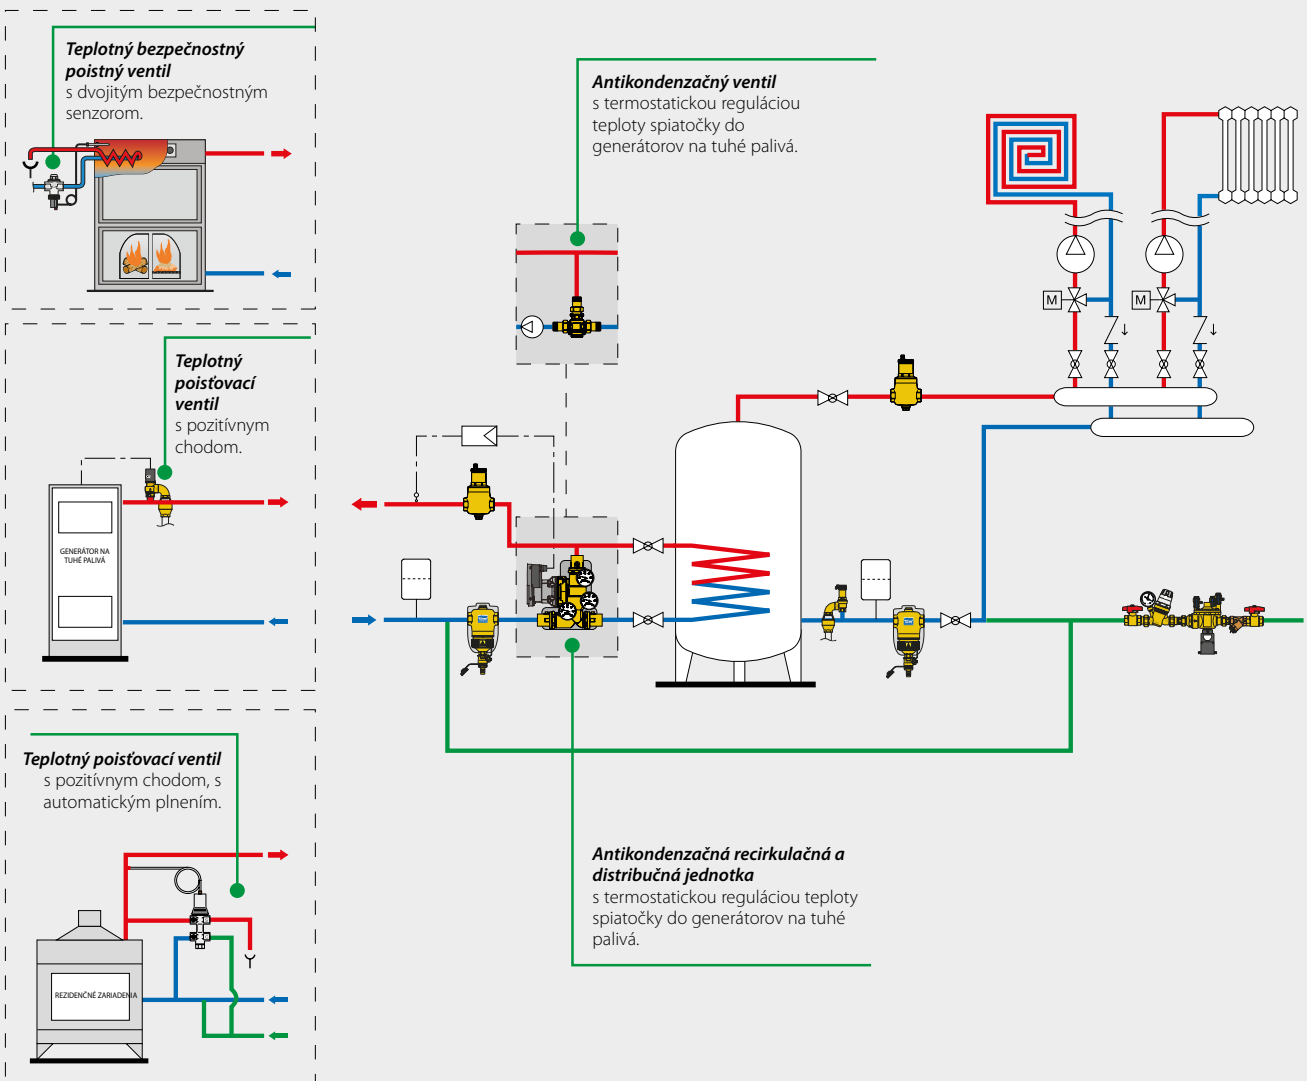 Teplotný bezpečnostný
poistný ventil
s dvojitým bezpečnostným
senzorom.
Antikondenzačný ventil
s termostatickou reguláciou
teploty spiatočky do
generátorov na tuhé palivá.
M
M
Teplotný
poisťovací
ventil
s pozitívnym
chodom.
GENERÁTOR NA
TUHÉ PALIVÁ
Teplotný poisťovací ventil
s pozitívnym chodom, s
automatickým plnením.
REZIDENČNÉ ZARIADENIA
Antikondenzačná recirkulačná a
distribučná jednotka
s termostatickou reguláciou teploty
spiatočky do generátorov na tuhé
palivá.